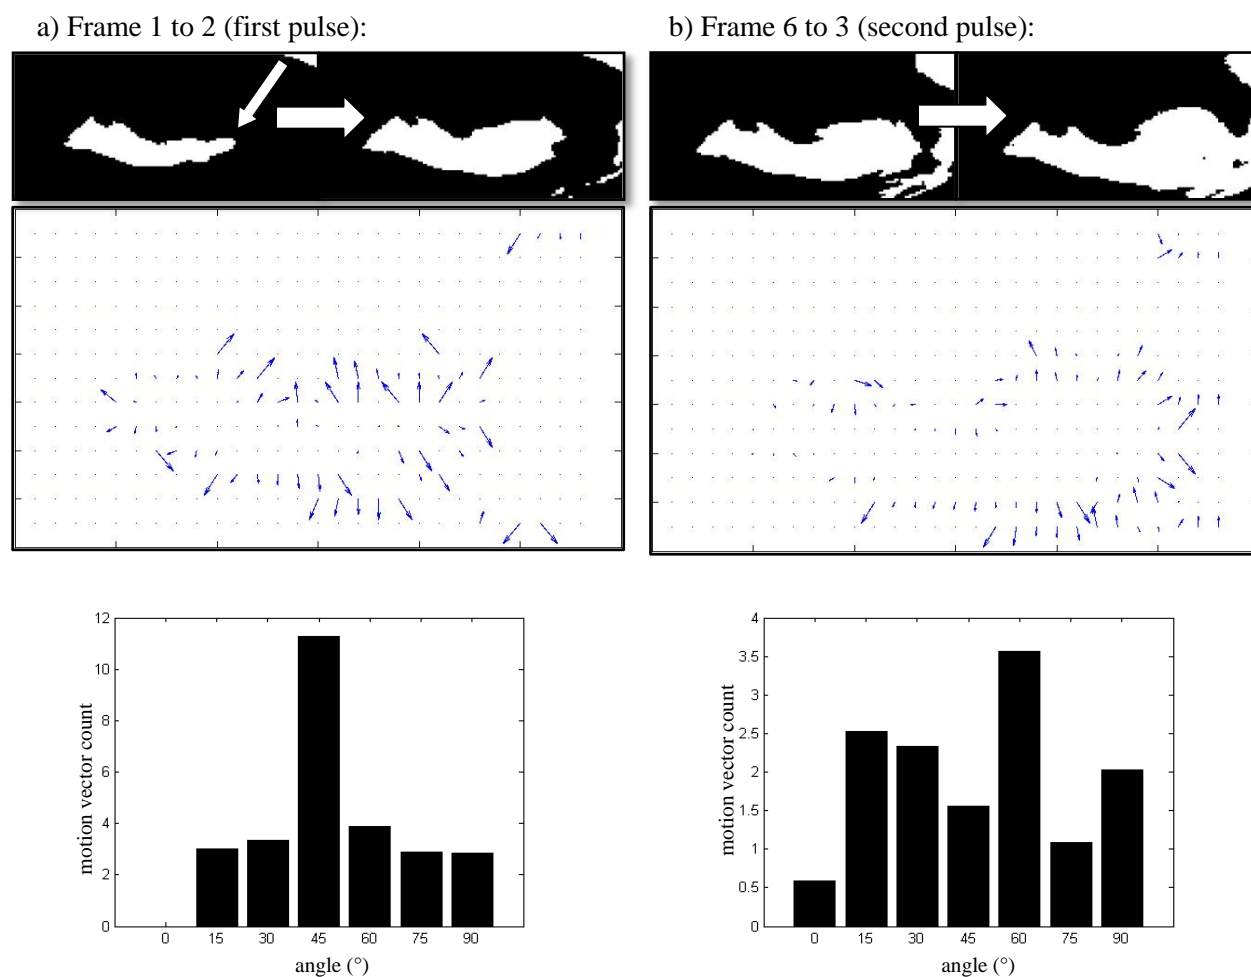 a) Frame 1 to 2 (first pulse):
b) Frame 6 to 3 (second pulse):
12
10
8
6
4
2
0
motion vector count
0 15 30 45 60 75 90
angle (°)
4
3.5
3
2.5
2
1.5
1
0.5
0
motion vector count
0 15 30 45 60 75 90
angle (°)